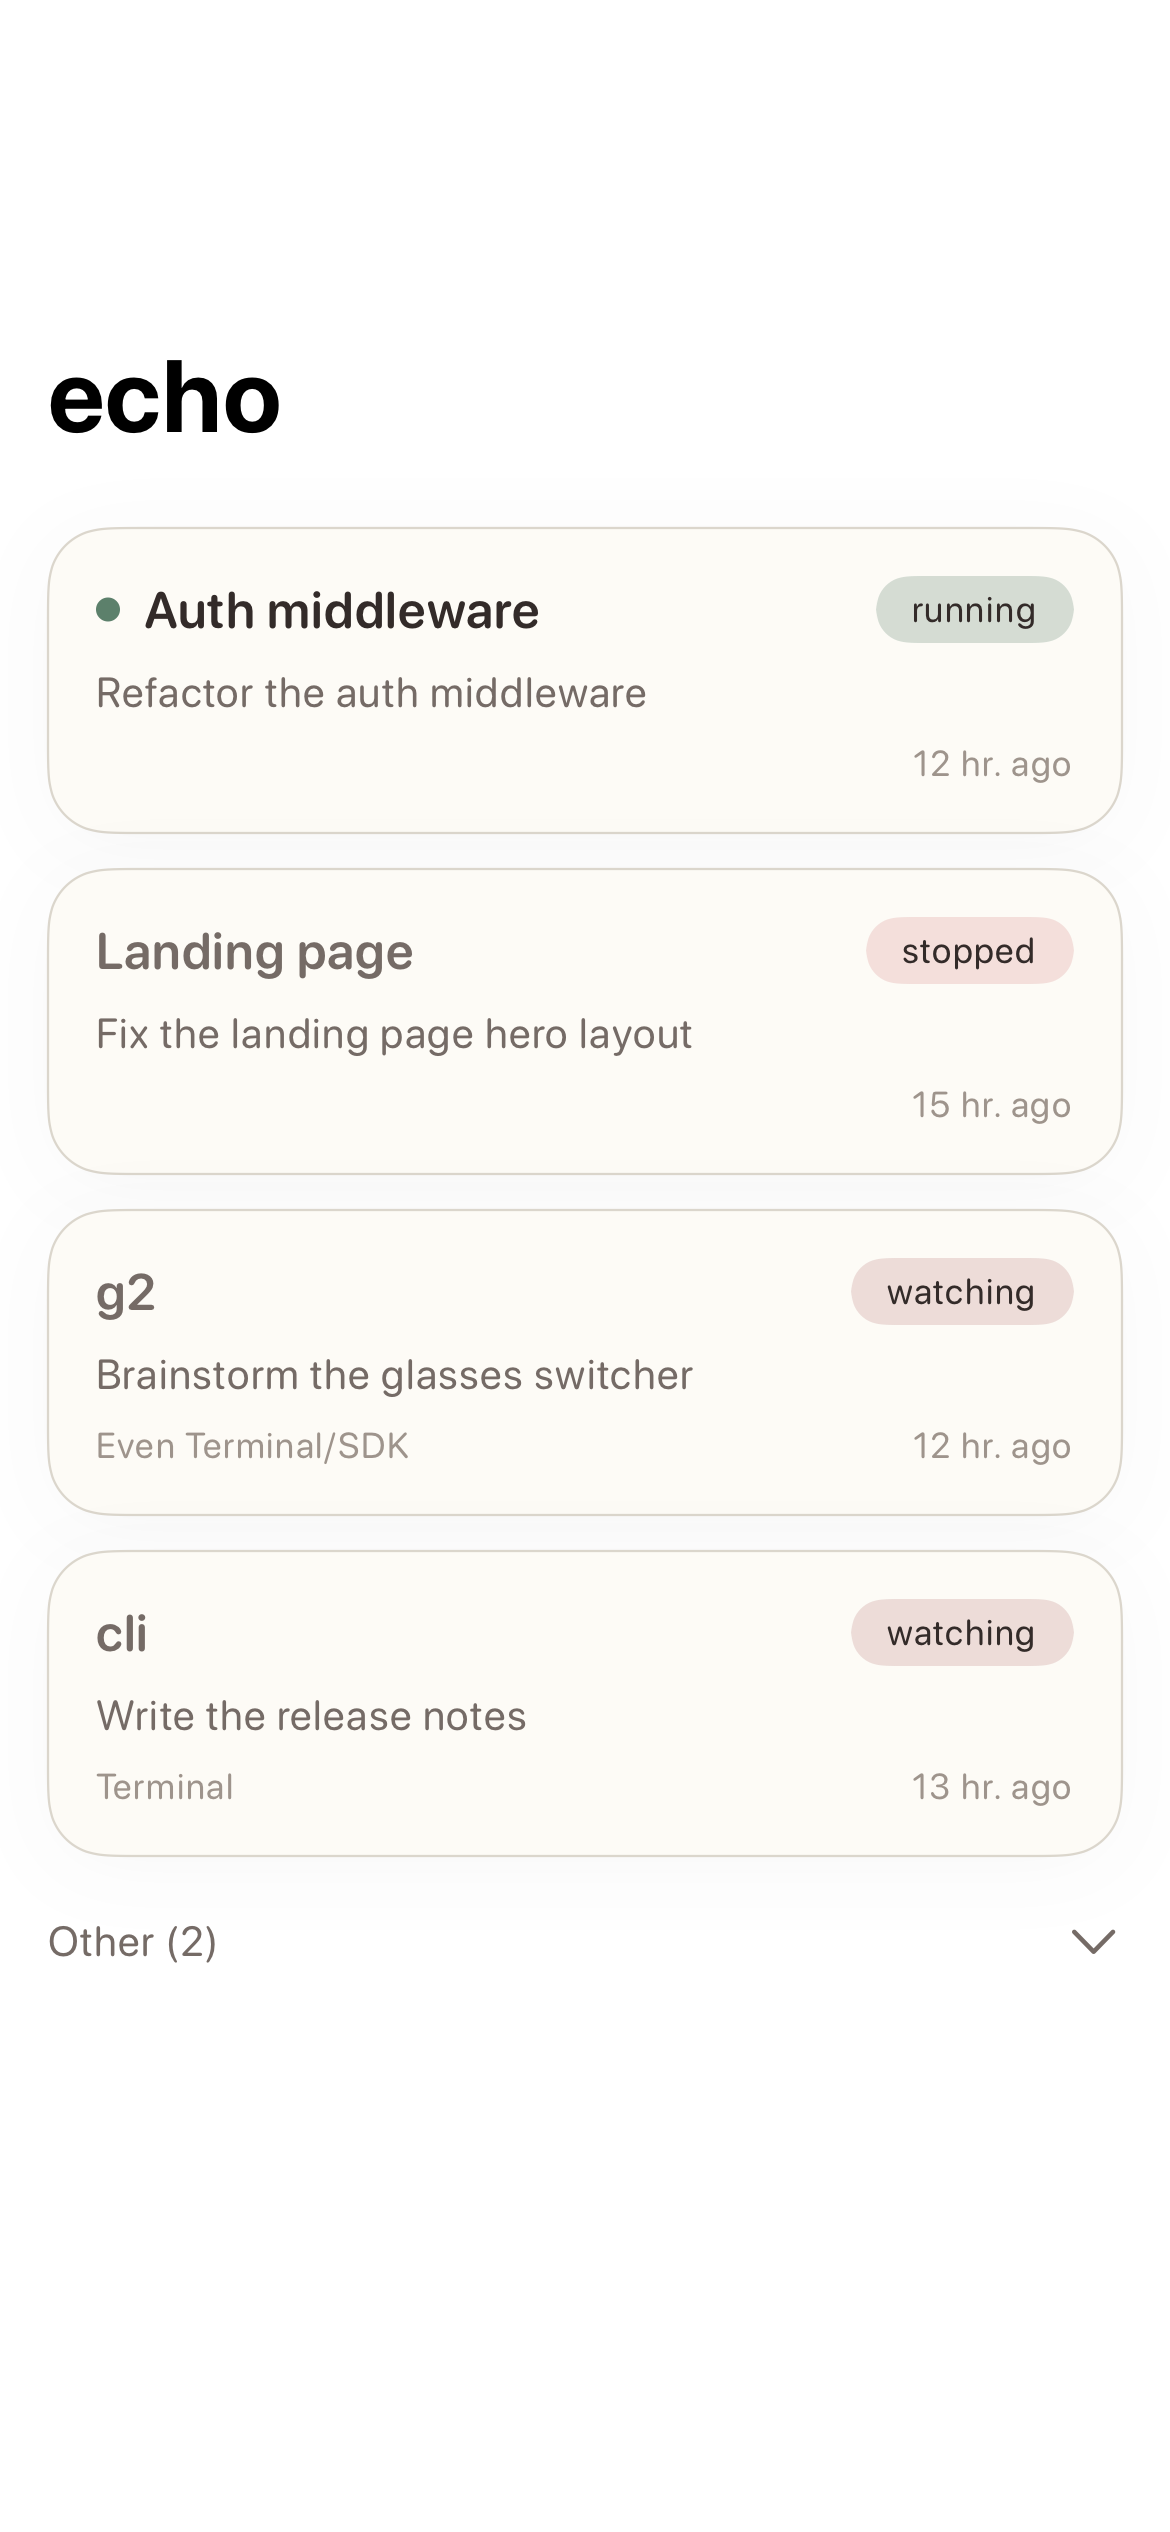 echo
Auth middleware running
Refactor the auth middleware
12 hr. ago
Landing page stopped
Fix the landing page hero layout
15 hr. ago
g2 watching
Brainstorm the glasses switcher
Even Terminal/SDK 12 hr. ago
cli watching
Write the release notes
Terminal 13 hr. ago
Other (2)